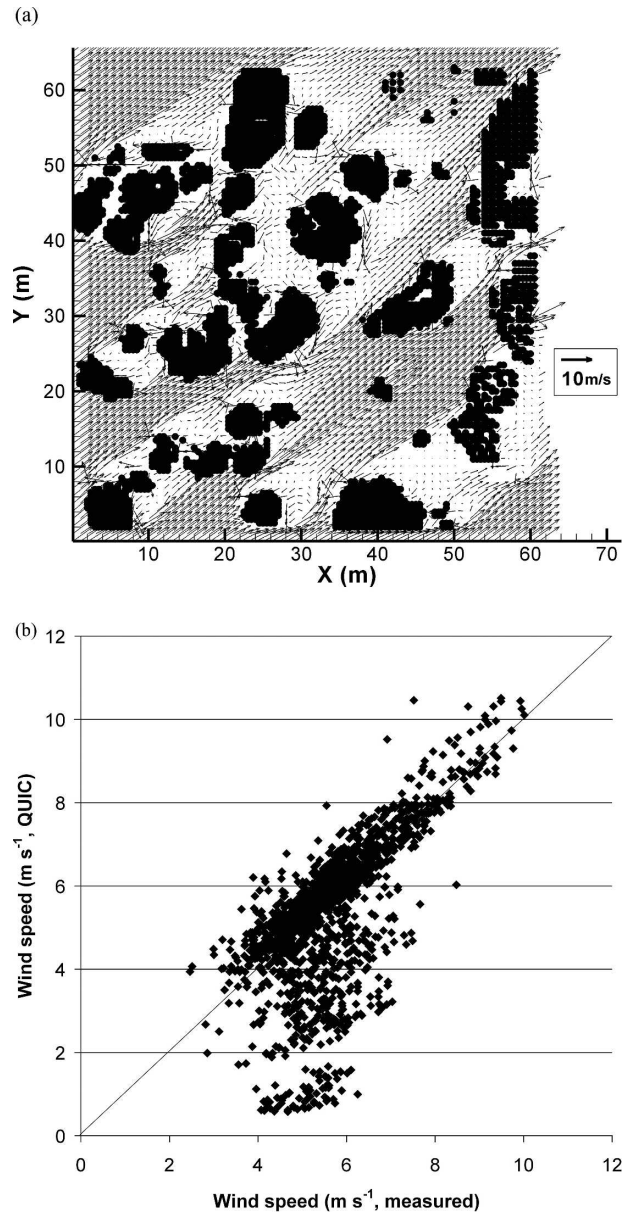 (a)
60
50
40
30
20
10
Y (m)
10 20 30 40 50 60 70
X (m)
10m/s
(b)
12
10
8
6
4
2
0
Wind speed (m s⁻¹, QUIC)
0 2 4 6 8 10 12
Wind speed (m s⁻¹, measured)